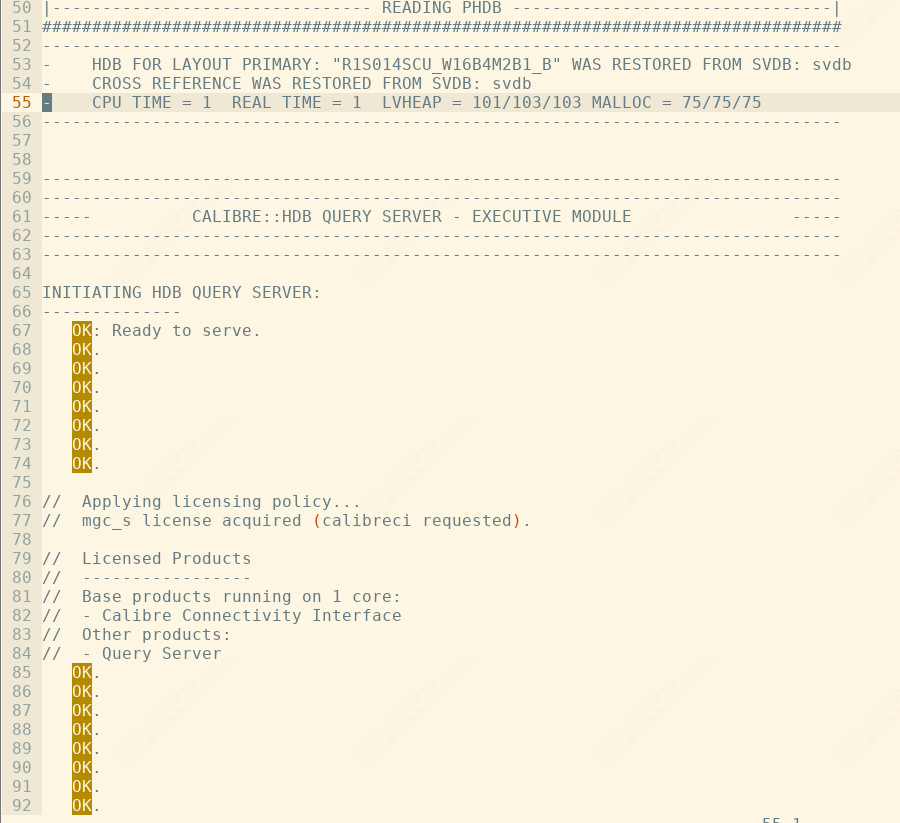 50 |-------------------------------- READING PHDB --------------------------------|
51 ################################################################################
52 --------------------------------------------------------------------------------
53 -    HDB FOR LAYOUT PRIMARY: "R1S014SCU_W16B4M2B1_B" WAS RESTORED FROM SVDB: svdb
54 -    CROSS REFERENCE WAS RESTORED FROM SVDB: svdb
55 -    CPU TIME = 1  REAL TIME = 1  LVHEAP = 101/103/103 MALLOC = 75/75/75
56 --------------------------------------------------------------------------------
57
58
59 --------------------------------------------------------------------------------
60 --------------------------------------------------------------------------------
61 -----          CALIBRE::HDB QUERY SERVER - EXECUTIVE MODULE                -----
62 --------------------------------------------------------------------------------
63 --------------------------------------------------------------------------------
64
65 INITIATING HDB QUERY SERVER:
66 --------------
67    OK: Ready to serve.
68    OK.
69    OK.
70    OK.
71    OK.
72    OK.
73    OK.
74    OK.
75
76 //  Applying licensing policy...
77 //  mgc_s license acquired (calibreci requested).
78
79 //  Licensed Products
80 //  -----------------
81 //  Base products running on 1 core:
82 //  - Calibre Connectivity Interface
83 //  Other products:
84 //  - Query Server
85    OK.
86    OK.
87    OK.
88    OK.
89    OK.
90    OK.
91    OK.
92    OK.